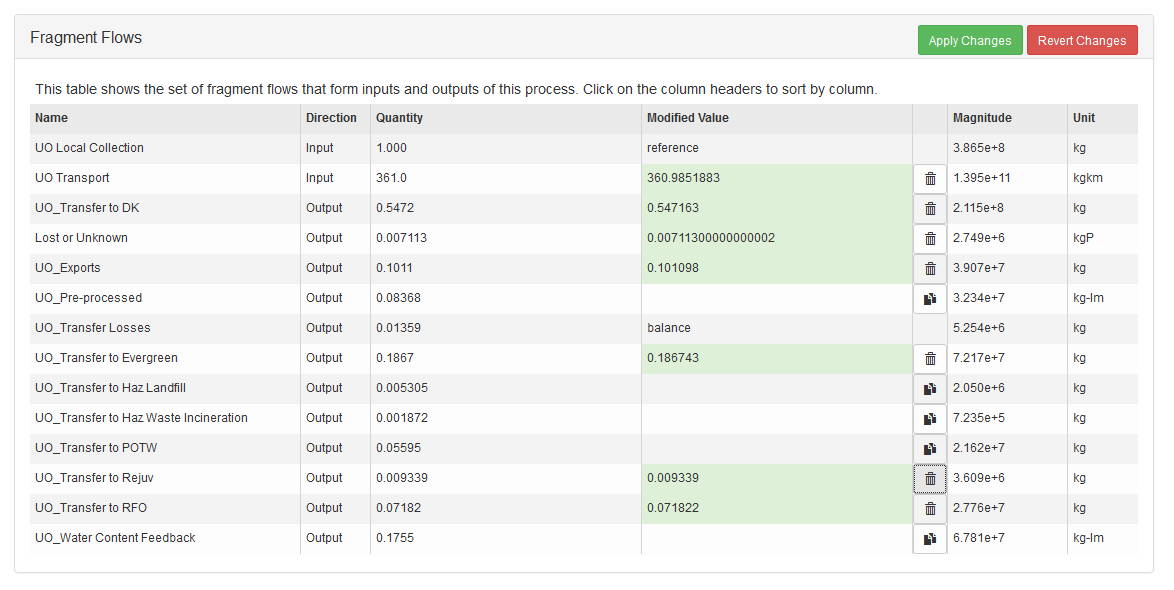 Fragment Flows
Apply Changes Revert Changes
This table shows the set of fragment flows that form inputs and outputs of this process. Click on the column headers to sort by column.
Name Direction Quantity Modified Value Magnitude Unit
UO Local Collection Input 1.000 reference 3.865e+8 kg
UO Transport Input 361.0 360.9851883 1.395e+11 kgkm
UO_Transfer to DK Output 0.5472 0.547163 2.115e+8 kg
Lost or Unknown Output 0.007113 0.00711300000000002 2.749e+6 kgP
UO_Exports Output 0.1011 0.101098 3.907e+7 kg
UO_Pre-processed Output 0.08368 3.234e+7 kg-lm
UO_Transfer Losses Output 0.01359 balance 5.254e+6 kg
UO_Transfer to Evergreen Output 0.1867 0.186743 7.217e+7 kg
UO_Transfer to Haz Landfill Output 0.005305 2.050e+6 kg
UO_Transfer to Haz Waste Incineration Output 0.001872 7.235e+5 kg
UO_Transfer to POTW Output 0.05595 2.162e+7 kg
UO_Transfer to Rejuv Output 0.009339 0.009339 3.609e+6 kg
UO_Transfer to RFO Output 0.07182 0.071822 2.776e+7 kg
UO_Water Content Feedback Output 0.1755 6.781e+7 kg-lm